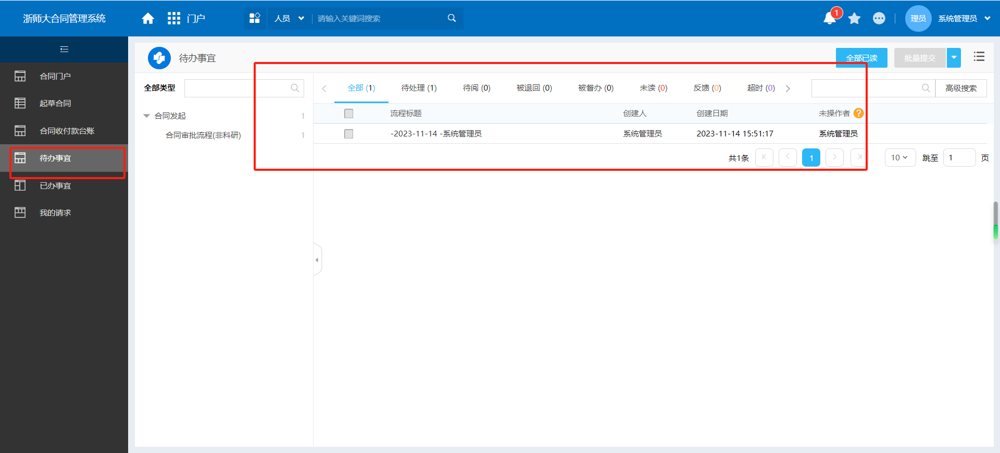 浙师大合同管理系统
门户
人员
请输入关键词搜索
1
理员
系统管理员
合同门户
起草合同
合同收付款台账
待办事宜
已办事宜
我的请求
待办事宜
全部已读
批量提交
全部类型
合同发起 1
合同审批流程(非科研) 1
全部 (1) 待处理 (1) 待阅 (0) 被退回 (0) 被督办 (0) 未读 (0) 反馈 (0) 超时 (0)
高级搜索
流程标题 创建人 创建日期 未操作者 ?
-2023-11-14 -系统管理员 系统管理员 2023-11-14 15:51:17 系统管理员
共1条 1 10 跳至 1 页